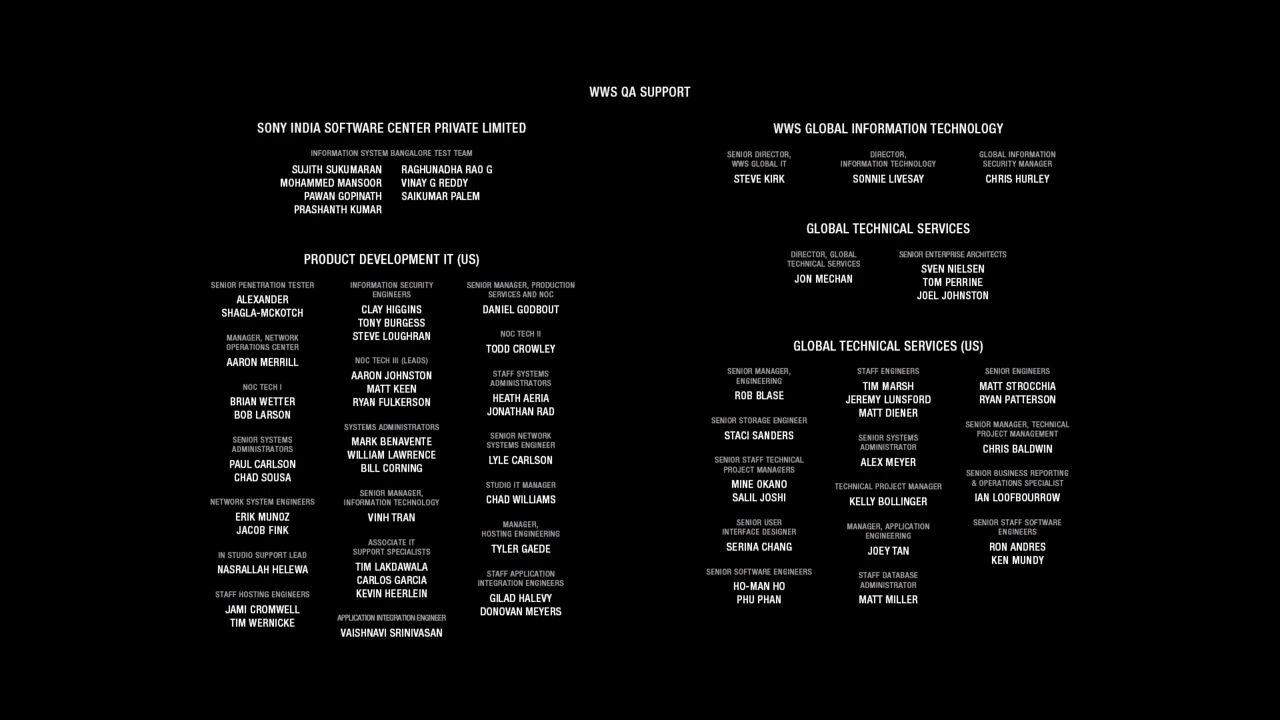 WWS QA SUPPORT
SONY INDIA SOFTWARE CENTER PRIVATE LIMITED
INFORMATION SYSTEM BANGALORE TEST TEAM
SUJITH SUKUMARAN
MOHAMMED MANSOOR
PAWAN GOPINATH
PRASHANTH KUMAR
RAGHUNADHA RAO G
VINAY G REDDY
SAIKUMAR PALEM
PRODUCT DEVELOPMENT IT (US)
SENIOR PENETRATION TESTER
ALEXANDER
SHAGLA-MCKOTCH
MANAGER, NETWORK
OPERATIONS CENTER
AARON MERRILL
NOC TECH I
BRIAN WETTER
BOB LARSON
SENIOR SYSTEMS
ADMINISTRATORS
PAUL CARLSON
CHAD SOUSA
NETWORK SYSTEM ENGINEERS
ERIK MUNOZ
JACOB FINK
IN STUDIO SUPPORT LEAD
NASRALLAH HELEWA
STAFF HOSTING ENGINEERS
JAMI CROMWELL
TIM WERNICKE
INFORMATION SECURITY
ENGINEERS
CLAY HIGGINS
TONY BURGESS
STEVE LOUGHRAN
NOC TECH III (LEADS)
AARON JOHNSTON
MATT KEEN
RYAN FULKERSON
SYSTEMS ADMINISTRATORS
MARK BENAVENTE
WILLIAM LAWRENCE
BILL CORNING
SENIOR MANAGER,
INFORMATION TECHNOLOGY
VINH TRAN
ASSOCIATE IT
SUPPORT SPECIALISTS
TIM LAKDAWALA
CARLOS GARCIA
KEVIN HEERLEIN
APPLICATION INTEGRATION ENGINEER
VAISHNAVI SRINIVASAN
SENIOR MANAGER, PRODUCTION
SERVICES AND NOC
DANIEL GODBOUT
NOC TECH II
TODD CROWLEY
STAFF SYSTEMS
ADMINISTRATORS
HEATH AERIA
JONATHAN RAD
SENIOR NETWORK
SYSTEMS ENGINEER
LYLE CARLSON
STUDIO IT MANAGER
CHAD WILLIAMS
MANAGER,
HOSTING ENGINEERING
TYLER GAEDE
STAFF APPLICATION
INTEGRATION ENGINEERS
GILAD HALEVY
DONOVAN MEYERS
WWS GLOBAL INFORMATION TECHNOLOGY
SENIOR DIRECTOR,
WWS GLOBAL IT
STEVE KIRK
DIRECTOR,
INFORMATION TECHNOLOGY
SONNIE LIVESAY
GLOBAL INFORMATION
SECURITY MANAGER
CHRIS HURLEY
GLOBAL TECHNICAL SERVICES
DIRECTOR, GLOBAL
TECHNICAL SERVICES
JON MECHAN
SENIOR ENTERPRISE ARCHITECTS
SVEN NIELSEN
TOM PERRINE
JOEL JOHNSTON
GLOBAL TECHNICAL SERVICES (US)
SENIOR MANAGER,
ENGINEERING
ROB BLASE
SENIOR STORAGE ENGINEER
STACI SANDERS
SENIOR STAFF TECHNICAL
PROJECT MANAGERS
MINE OKANO
SALIL JOSHI
SENIOR USER
INTERFACE DESIGNER
SERINA CHANG
SENIOR SOFTWARE ENGINEERS
HO-MAN HO
PHU PHAN
STAFF ENGINEERS
TIM MARSH
JEREMY LUNSFORD
MATT DIENER
SENIOR SYSTEMS
ADMINISTRATOR
ALEX MEYER
TECHNICAL PROJECT MANAGER
KELLY BOLLINGER
MANAGER, APPLICATION
ENGINEERING
JOEY TAN
STAFF DATABASE
ADMINISTRATOR
MATT MILLER
SENIOR ENGINEERS
MATT STROCCHIA
RYAN PATTERSON
SENIOR MANAGER, TECHNICAL
PROJECT MANAGEMENT
CHRIS BALDWIN
SENIOR BUSINESS REPORTING
& OPERATIONS SPECIALIST
IAN LOOFBOURROW
SENIOR STAFF SOFTWARE
ENGINEERS
RON ANDRES
KEN MUNDY